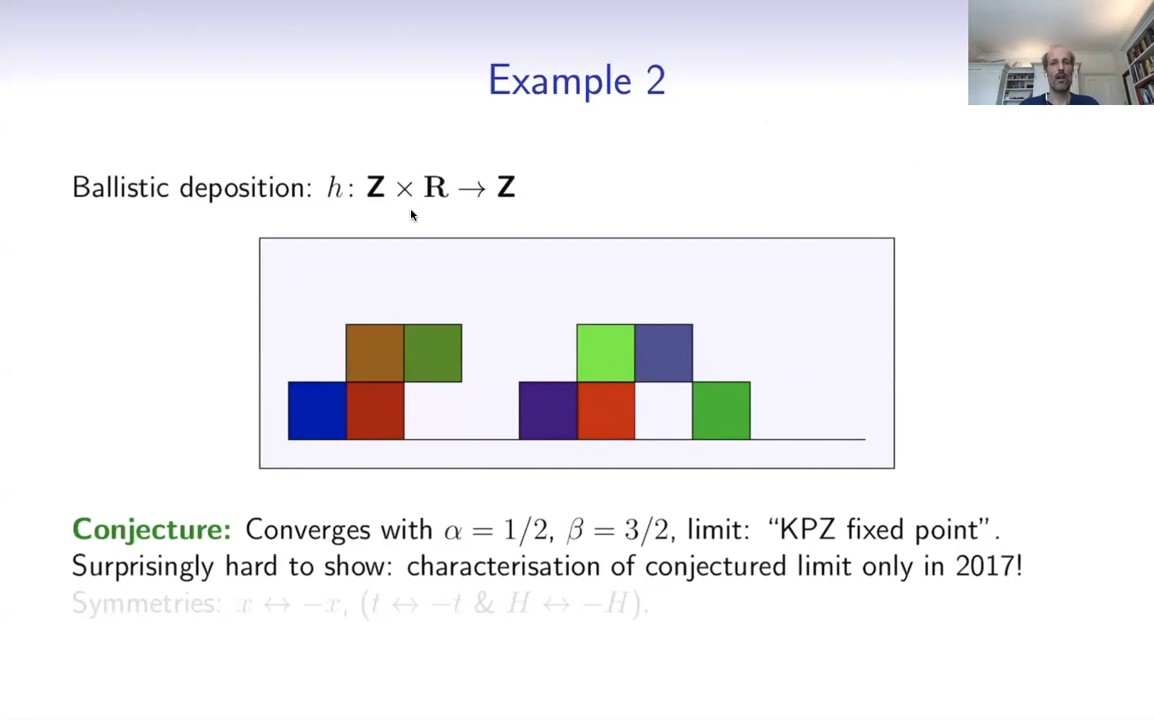 Example 2
Ballistic deposition: h: Z × R → Z
Conjecture: Converges with α = 1/2, β = 3/2, limit: “KPZ fixed point”.
Surprisingly hard to show: characterisation of conjectured limit only in 2017!
Symmetries: x ↔ −x, (t ↔ −t & H ↔ −H).